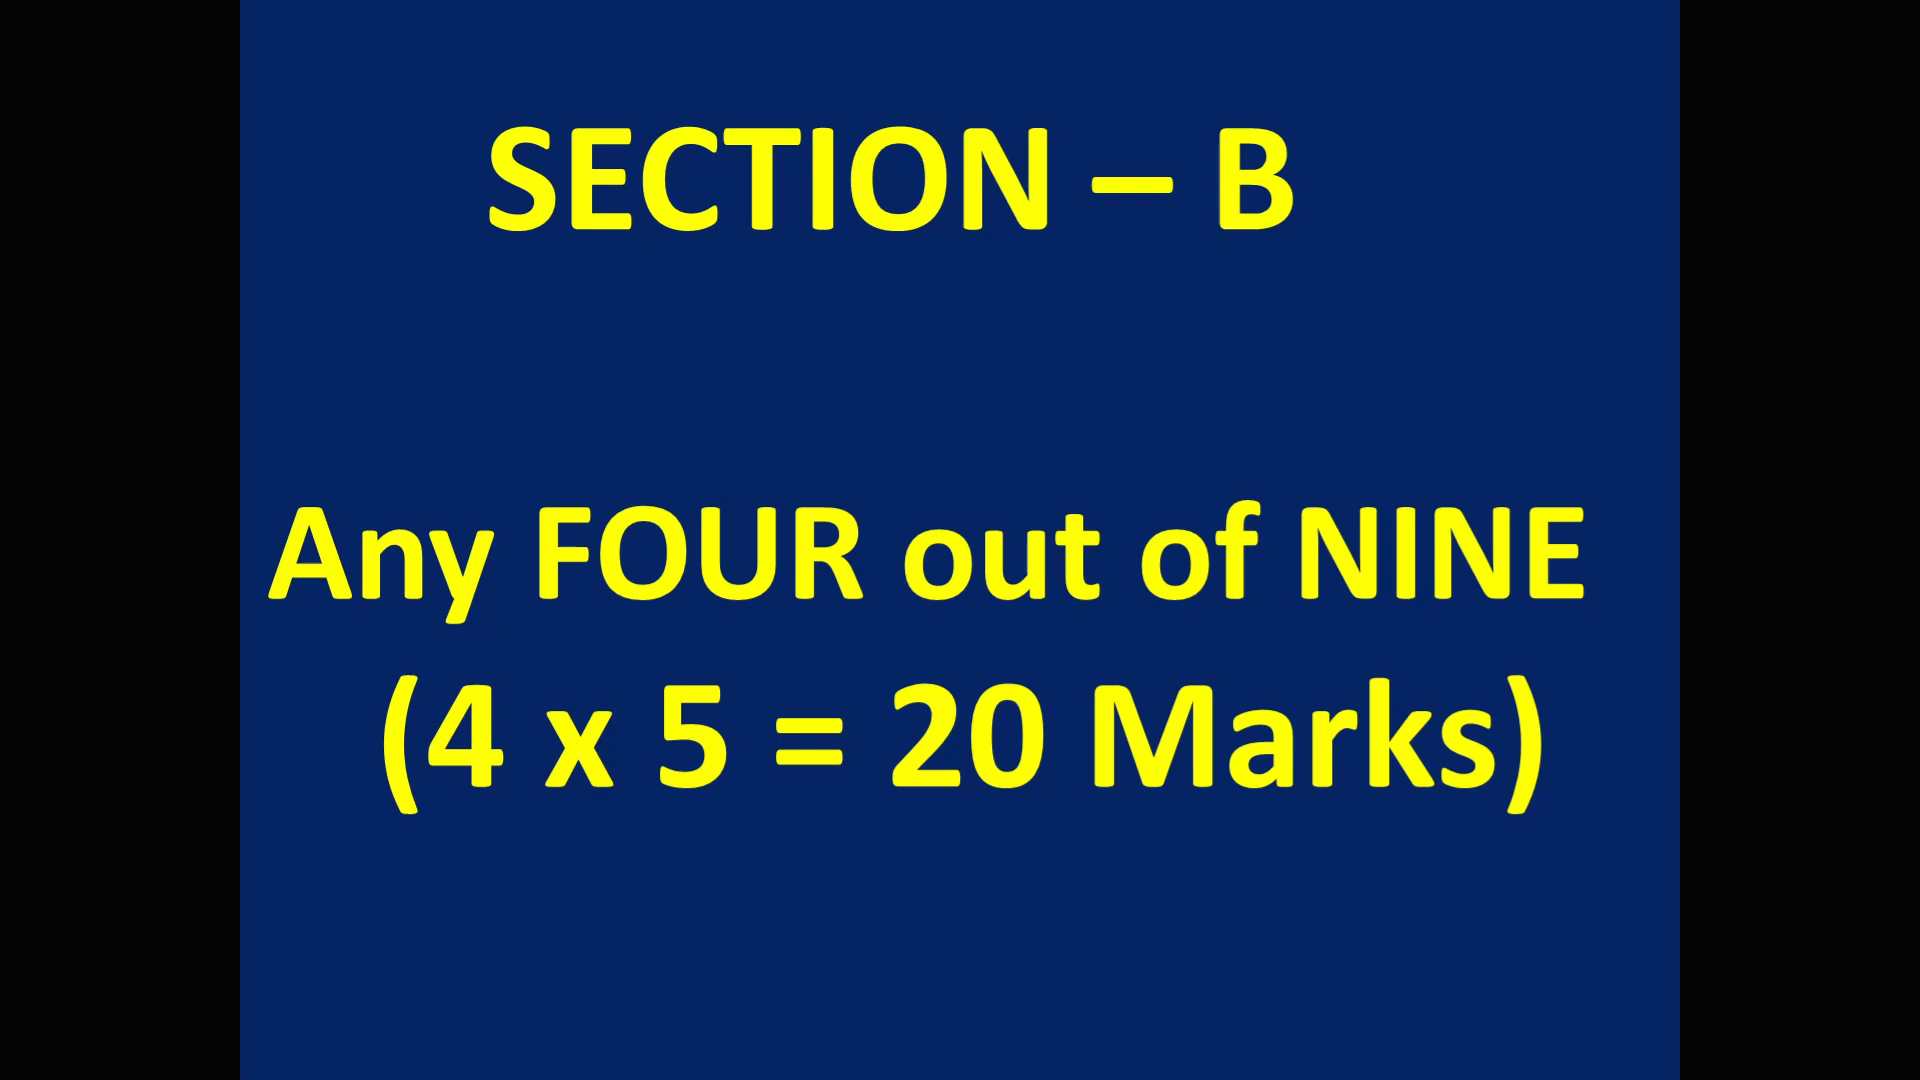 SECTION – B
Any FOUR out of NINE
(4 x 5 = 20 Marks)